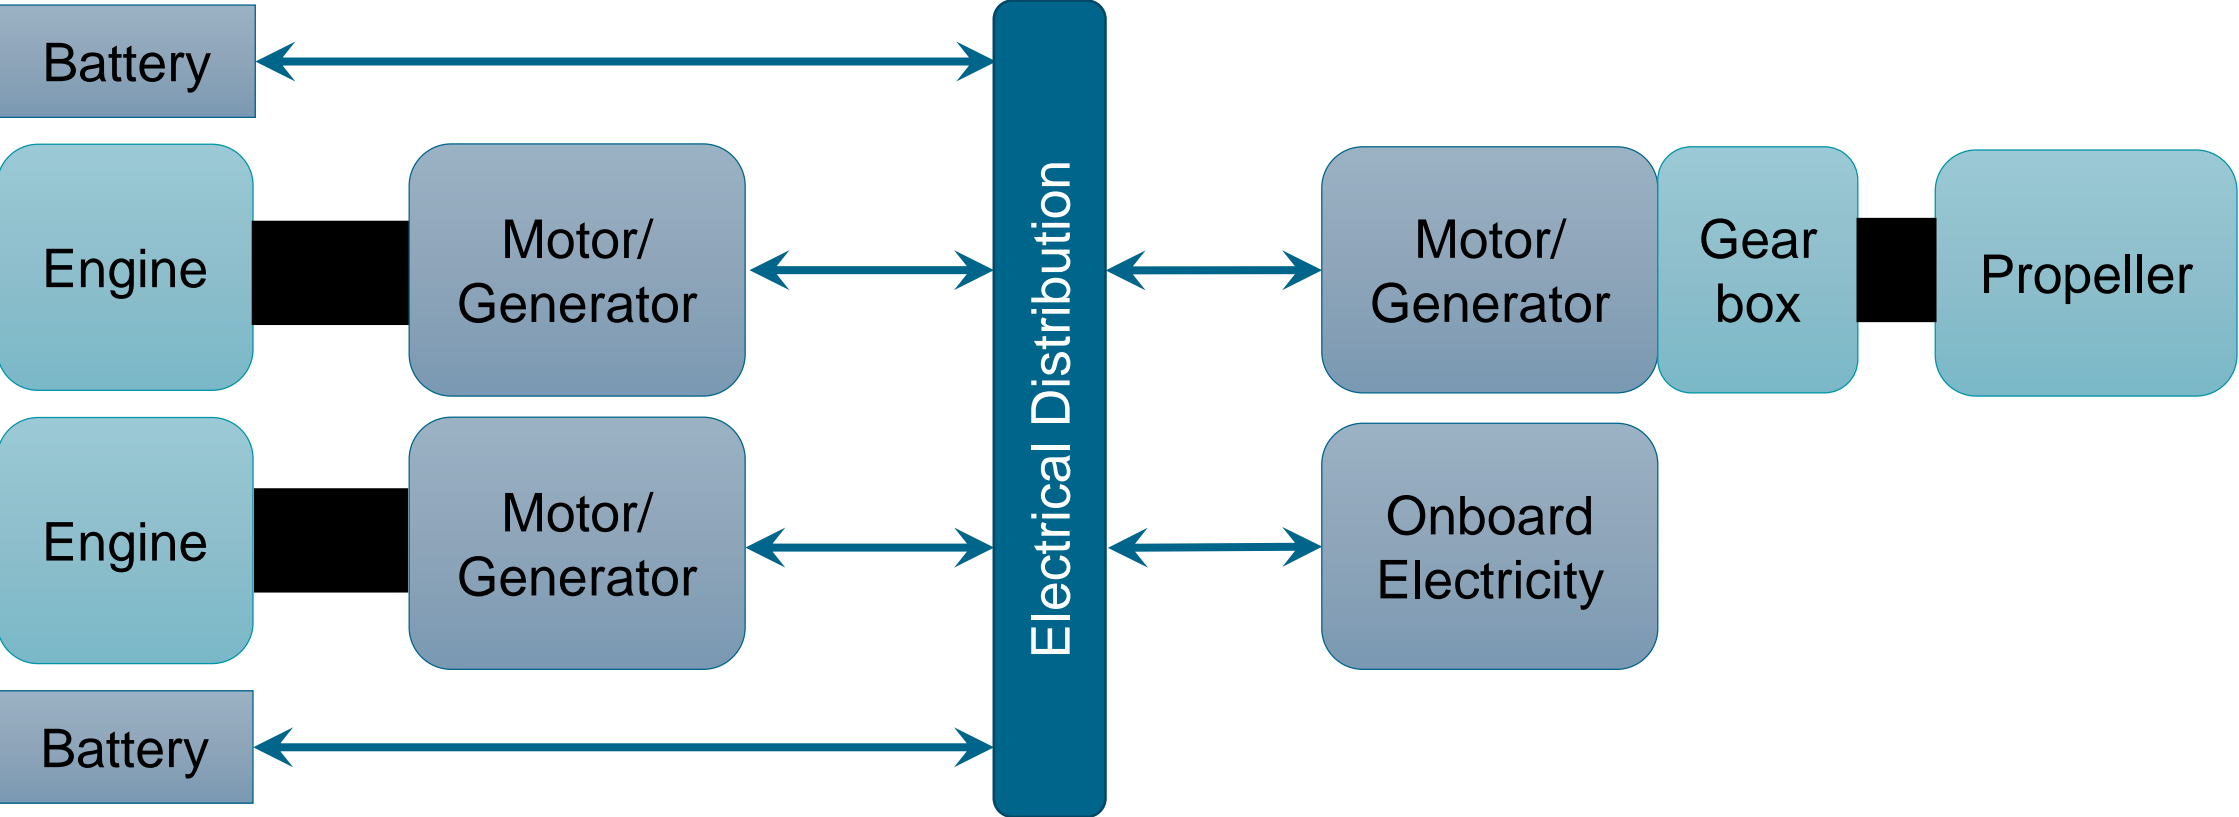 Battery
Engine
Motor/
Generator
Engine
Motor/
Generator
Battery
Electrical Distribution
Motor/
Generator
Gear
box
Propeller
Onboard
Electricity